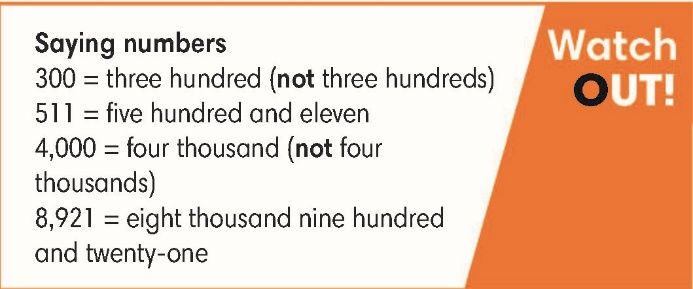 Saying numbers
300 = three hundred (not three hundreds)
511 = five hundred and eleven
4,000 = four thousand (not four
thousands)
8,921 = eight thousand nine hundred
and twenty-one
Watch
OUT!